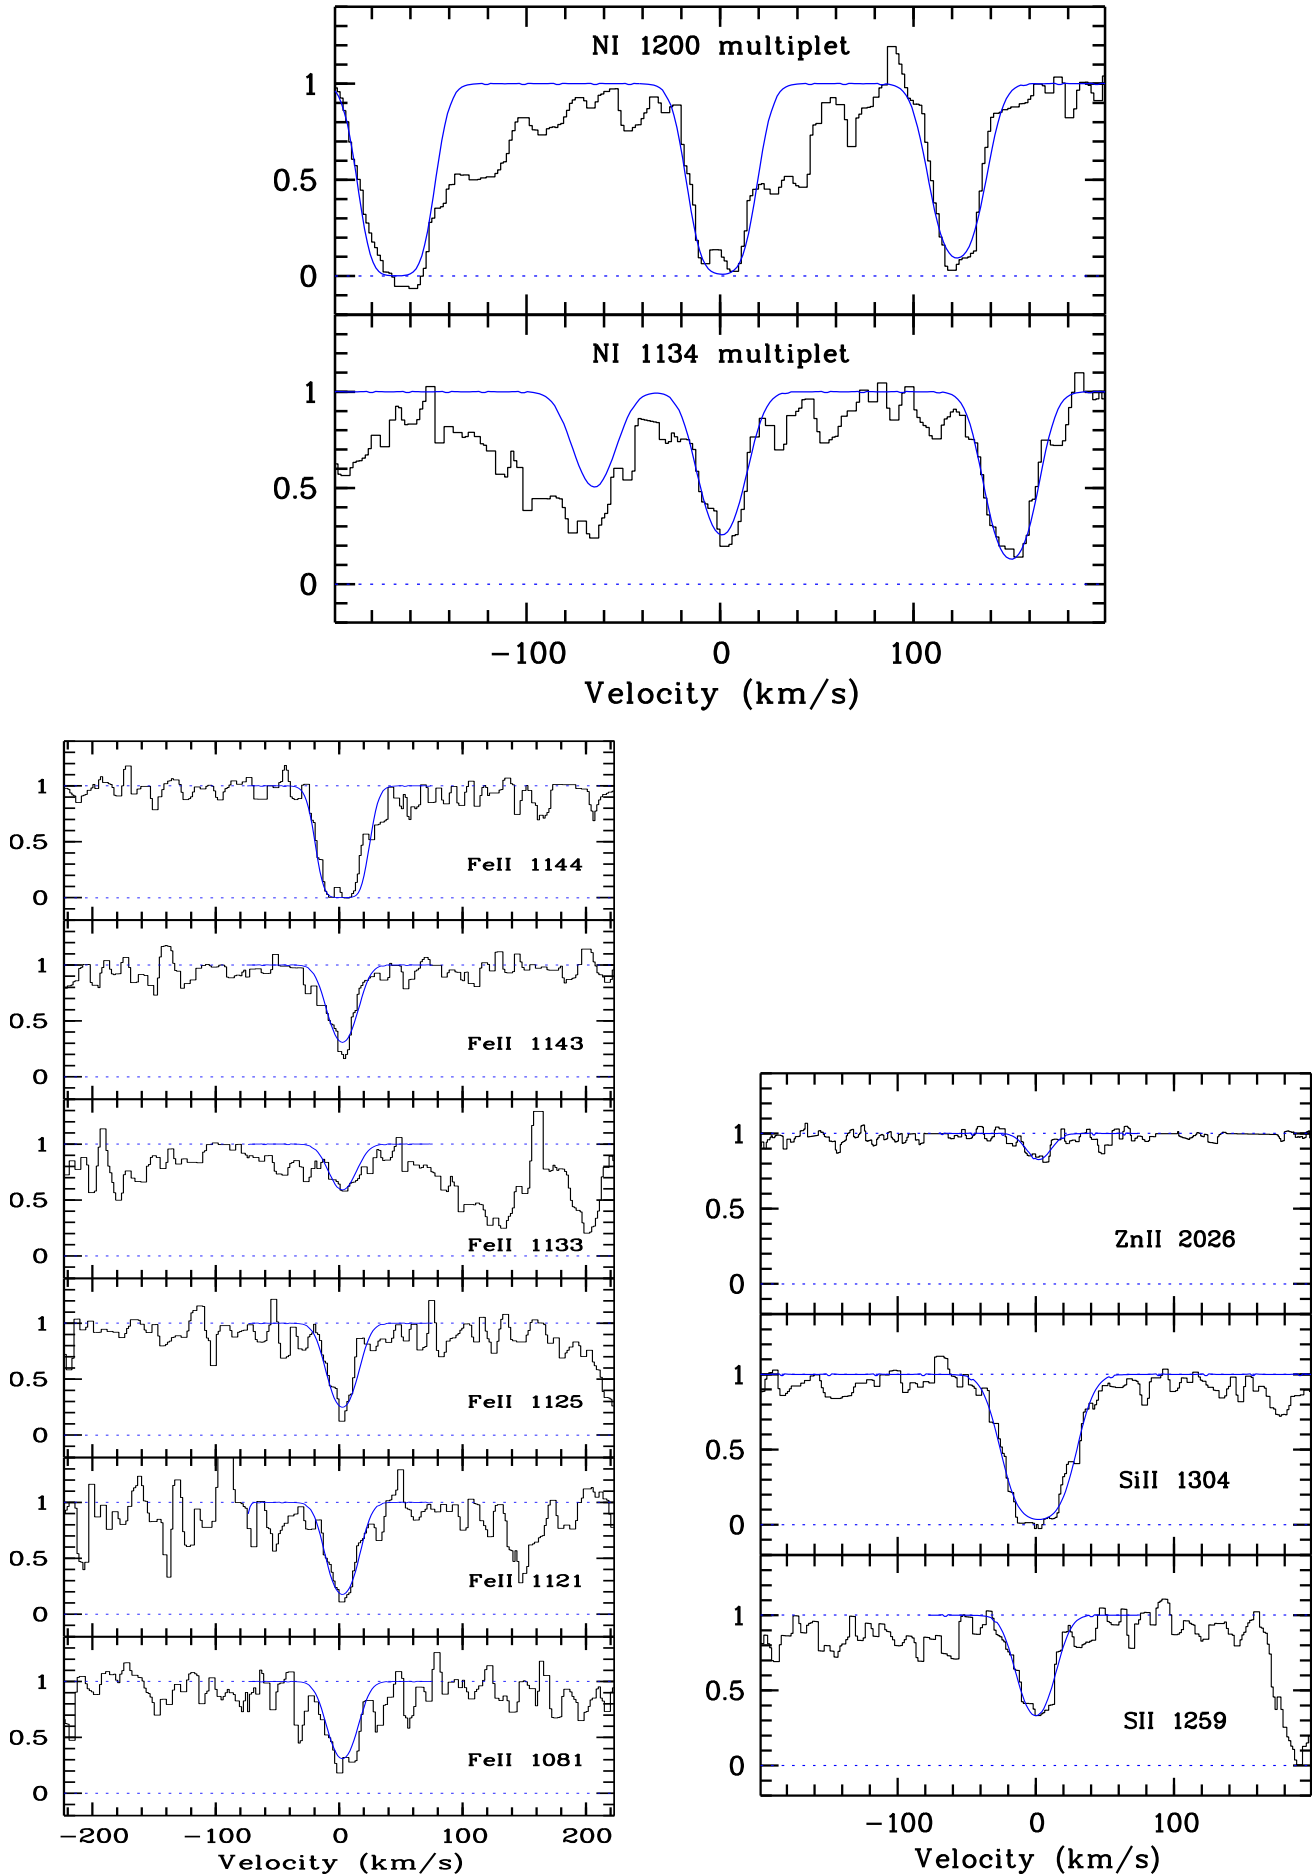 NI 1200 multiplet
1
0.5
0
NI 1134 multiplet
1
0.5
0
−100 0 100
Velocity (km/s)
1
0.5
FeII 1144
0
1
0.5
FeII 1143
0
1
0.5
FeII 1133
0
1
0.5
FeII 1125
0
1
0.5
FeII 1121
0
1
0.5
FeII 1081
0
−200 −100 0 100 200
Velocity (km/s)
1
0.5
ZnII 2026
0
1
0.5
SiII 1304
0
1
0.5
SII 1259
0
−100 0 100
Velocity (km/s)